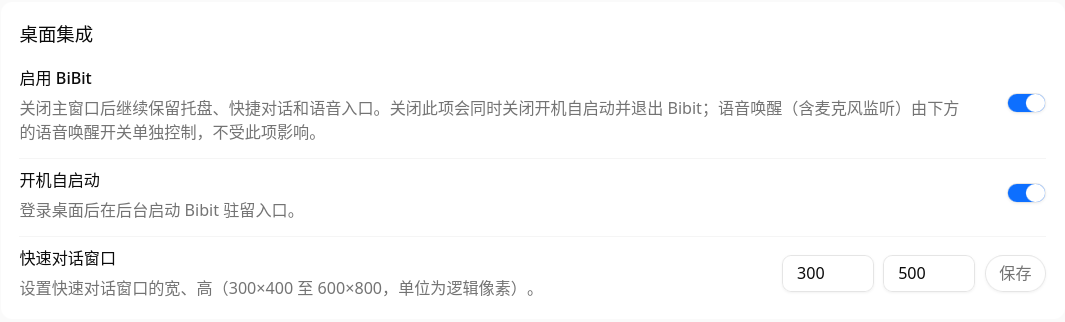 桌面集成
启用 BiBit
关闭主窗口后继续保留托盘、快捷对话和语音入口。关闭此项会同时关闭开机自启动并退出 Bibit；语音唤醒（含麦克风监听）由下方
的语音唤醒开关单独控制，不受此项影响。
开机自启动
登录桌面后在后台启动 Bibit 驻留入口。
快速对话窗口
设置快速对话窗口的宽、高（300×400 至 600×800，单位为逻辑像素）。
300 500 保存